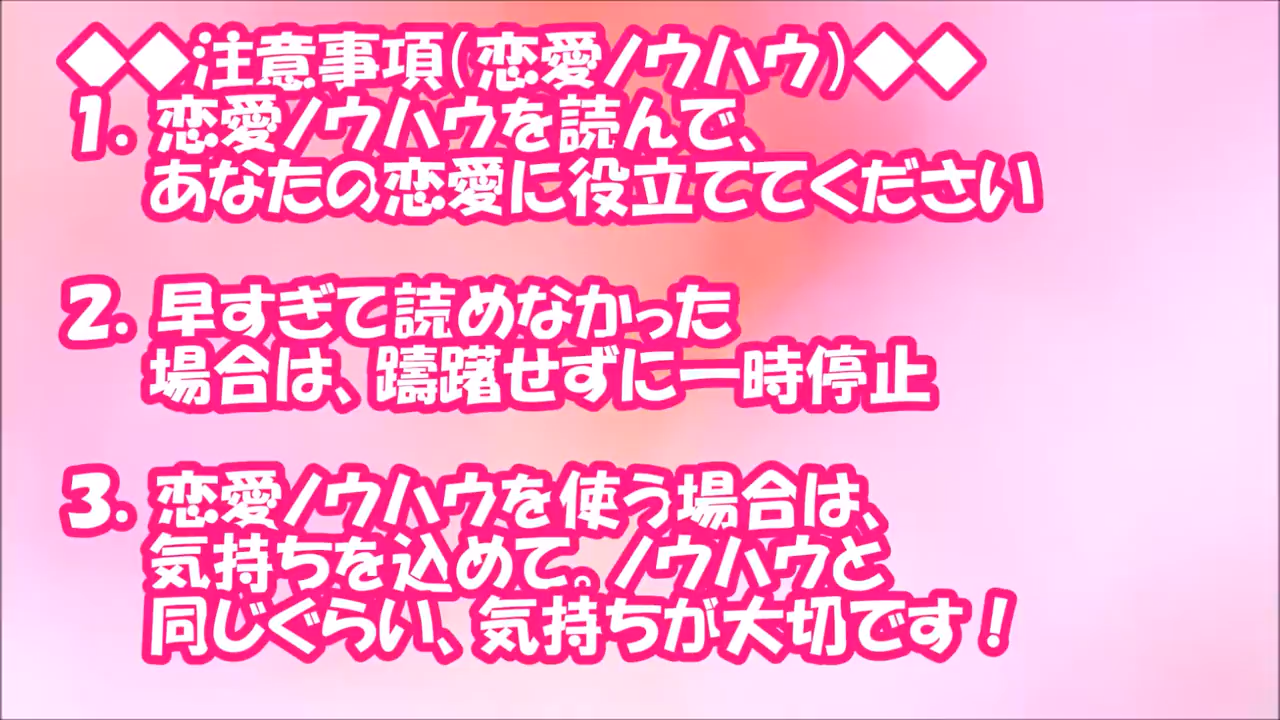 ◆◆注意事項(恋愛ノウハウ)◆◆
1. 恋愛ノウハウを読んで、
あなたの恋愛に役立ててください
2. 早すぎて読めなかった
場合は、躊躇せずに一時停止
3. 恋愛ノウハウを使う場合は、
気持ちを込めて。ノウハウと
同じぐらい、気持ちが大切です！